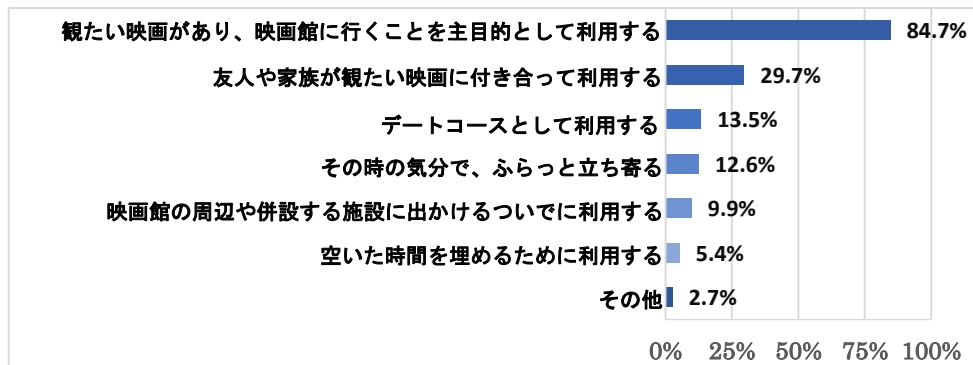 観たい映画があり、映画館に行くことを主目的として利用する 84.7%
友人や家族が観たい映画に付き合って利用する 29.7%
デートコースとして利用する 13.5%
その時の気分で、ふらっと立ち寄る 12.6%
映画館の周辺や併設する施設に出かけるついでに利用する 9.9%
空いた時間を埋めるために利用する 5.4%
その他 2.7%
0% 25% 50% 75% 100%